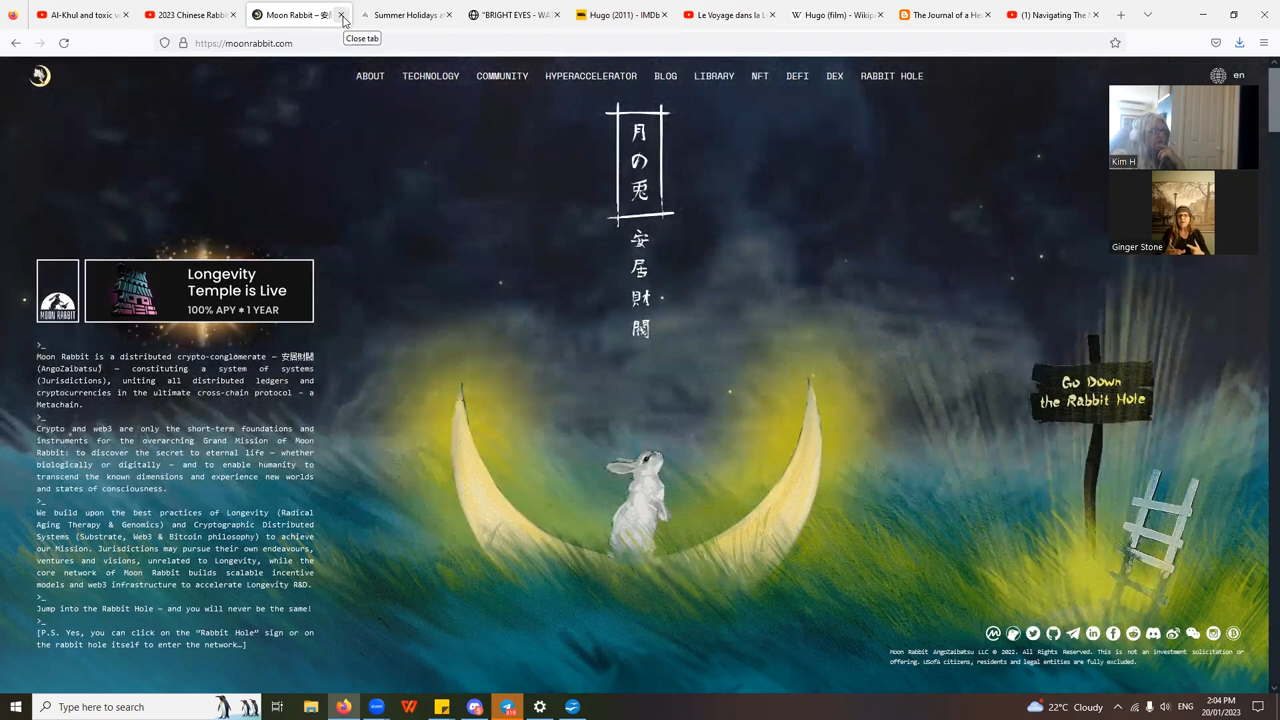 AI-Khul and toxic v
2023 Chinese Rabbit
Moon Rabbit – 安居
Summer Holidays at
"BRIGHT EYES - WA
Hugo (2011) - IMDb
Le Voyage dans la L
Hugo (film) - Wikip
The Journal of a He
(1) Navigating The
Close tab
https://moonrabbit.com
ABOUT TECHNOLOGY COMMUNITY HYPERACCELERATOR BLOG LIBRARY NFT DEFI DEX RABBIT HOLE
en
月の兎
安居財閥
Kim H
Ginger Stone
MOON RABBIT
Longevity
Temple is Live
100% APY * 1 YEAR
Go Down
the Rabbit Hole
>_
Moon Rabbit is a distributed crypto-conglomerate – 安居財閥
(AngoZaibatsu) – constituting a system of systems
(Jurisdictions), uniting all distributed ledgers and
cryptocurrencies in the ultimate cross-chain protocol – a
Metachain.
>_
Crypto and web3 are only the short-term foundations and
instruments for the overarching Grand Mission of Moon
Rabbit: to discover the secret to eternal life – whether
biologically or digitally – and to enable humanity to
transcend the known dimensions and experience new worlds
and states of consciousness.
>_
We build upon the best practices of Longevity (Radical
Aging Therapy & Genomics) and Cryptographic Distributed
Systems (Substrate, Web3 & Bitcoin philosophy) to achieve
our Mission. Jurisdictions may pursue their own endeavours,
ventures and visions, unrelated to Longevity, while the
core network of Moon Rabbit builds scalable incentive
models and web3 infrastructure to accelerate Longevity R&D.
>_
Jump into the Rabbit Hole – and you will never be the same!
>_
[P.S. Yes, you can click on the "Rabbit Hole" sign or on
the rabbit hole itself to enter the network…]
Moon Rabbit AngoZaibatsu LLC © 2022. All Rights Reserved. This is not an investment solicitation or
offering. USofA citizens, residents and legal entities are fully excluded.
Type here to search
22°C Cloudy
ENG
2:04 PM
20/01/2023